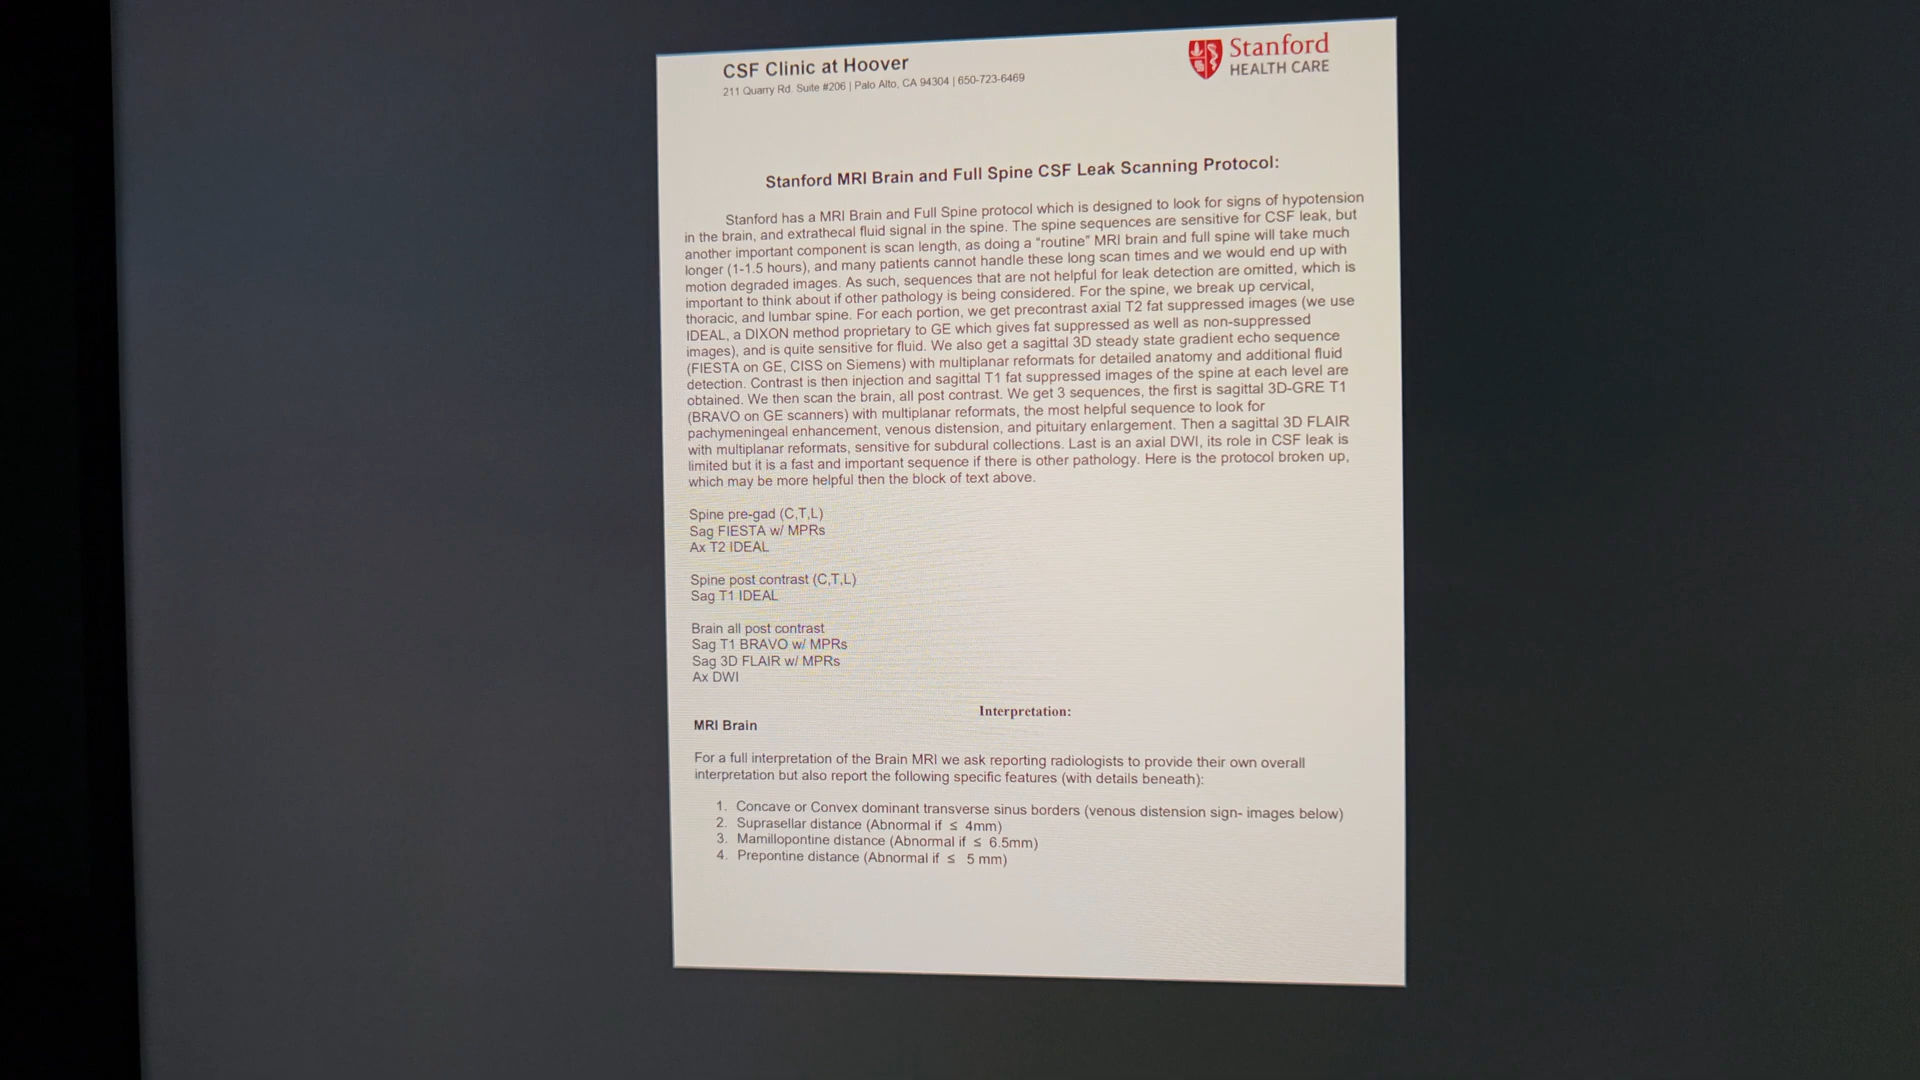 CSF Clinic at Hoover
211 Quarry Rd. Suite #206 | Palo Alto, CA 94304 | 650-723-6469
Stanford
HEALTH CARE
Stanford MRI Brain and Full Spine CSF Leak Scanning Protocol:
Stanford has a MRI Brain and Full Spine protocol which is designed to look for signs of hypotension
in the brain, and extrathecal fluid signal in the spine. The spine sequences are sensitive for CSF leak, but
another important component is scan length, as doing a "routine" MRI brain and full spine will take much
longer (1-1.5 hours), and many patients cannot handle these long scan times and we would end up with
motion degraded images. As such, sequences that are not helpful for leak detection are omitted, which is
important to think about if other pathology is being considered. For the spine, we break up cervical,
thoracic, and lumbar spine. For each portion, we get precontrast axial T2 fat suppressed images (we use
IDEAL, a DIXON method proprietary to GE which gives fat suppressed as well as non-suppressed
images), and is quite sensitive for fluid. We also get a sagittal 3D steady state gradient echo sequence
(FIESTA on GE, CISS on Siemens) with multiplanar reformats for detailed anatomy and additional fluid
detection. Contrast is then injection and sagittal T1 fat suppressed images of the spine at each level are
obtained. We then scan the brain, all post contrast. We get 3 sequences, the first is sagittal 3D-GRE T1
(BRAVO on GE scanners) with multiplanar reformats, the most helpful sequence to look for
pachymeningeal enhancement, venous distension, and pituitary enlargement. Then a sagittal 3D FLAIR
with multiplanar reformats, sensitive for subdural collections. Last is an axial DWI, its role in CSF leak is
limited but it is a fast and important sequence if there is other pathology. Here is the protocol broken up,
which may be more helpful then the block of text above.
Spine pre-gad (C,T,L)
Sag FIESTA w/ MPRs
Ax T2 IDEAL
Spine post contrast (C,T,L)
Sag T1 IDEAL
Brain all post contrast
Sag T1 BRAVO w/ MPRs
Sag 3D FLAIR w/ MPRs
Ax DWI
Interpretation:
MRI Brain
For a full interpretation of the Brain MRI we ask reporting radiologists to provide their own overall
interpretation but also report the following specific features (with details beneath):
1. Concave or Convex dominant transverse sinus borders (venous distension sign- images below)
2. Suprasellar distance (Abnormal if ≤ 4mm)
3. Mamillopontine distance (Abnormal if ≤ 6.5mm)
4. Prepontine distance (Abnormal if ≤ 5 mm)